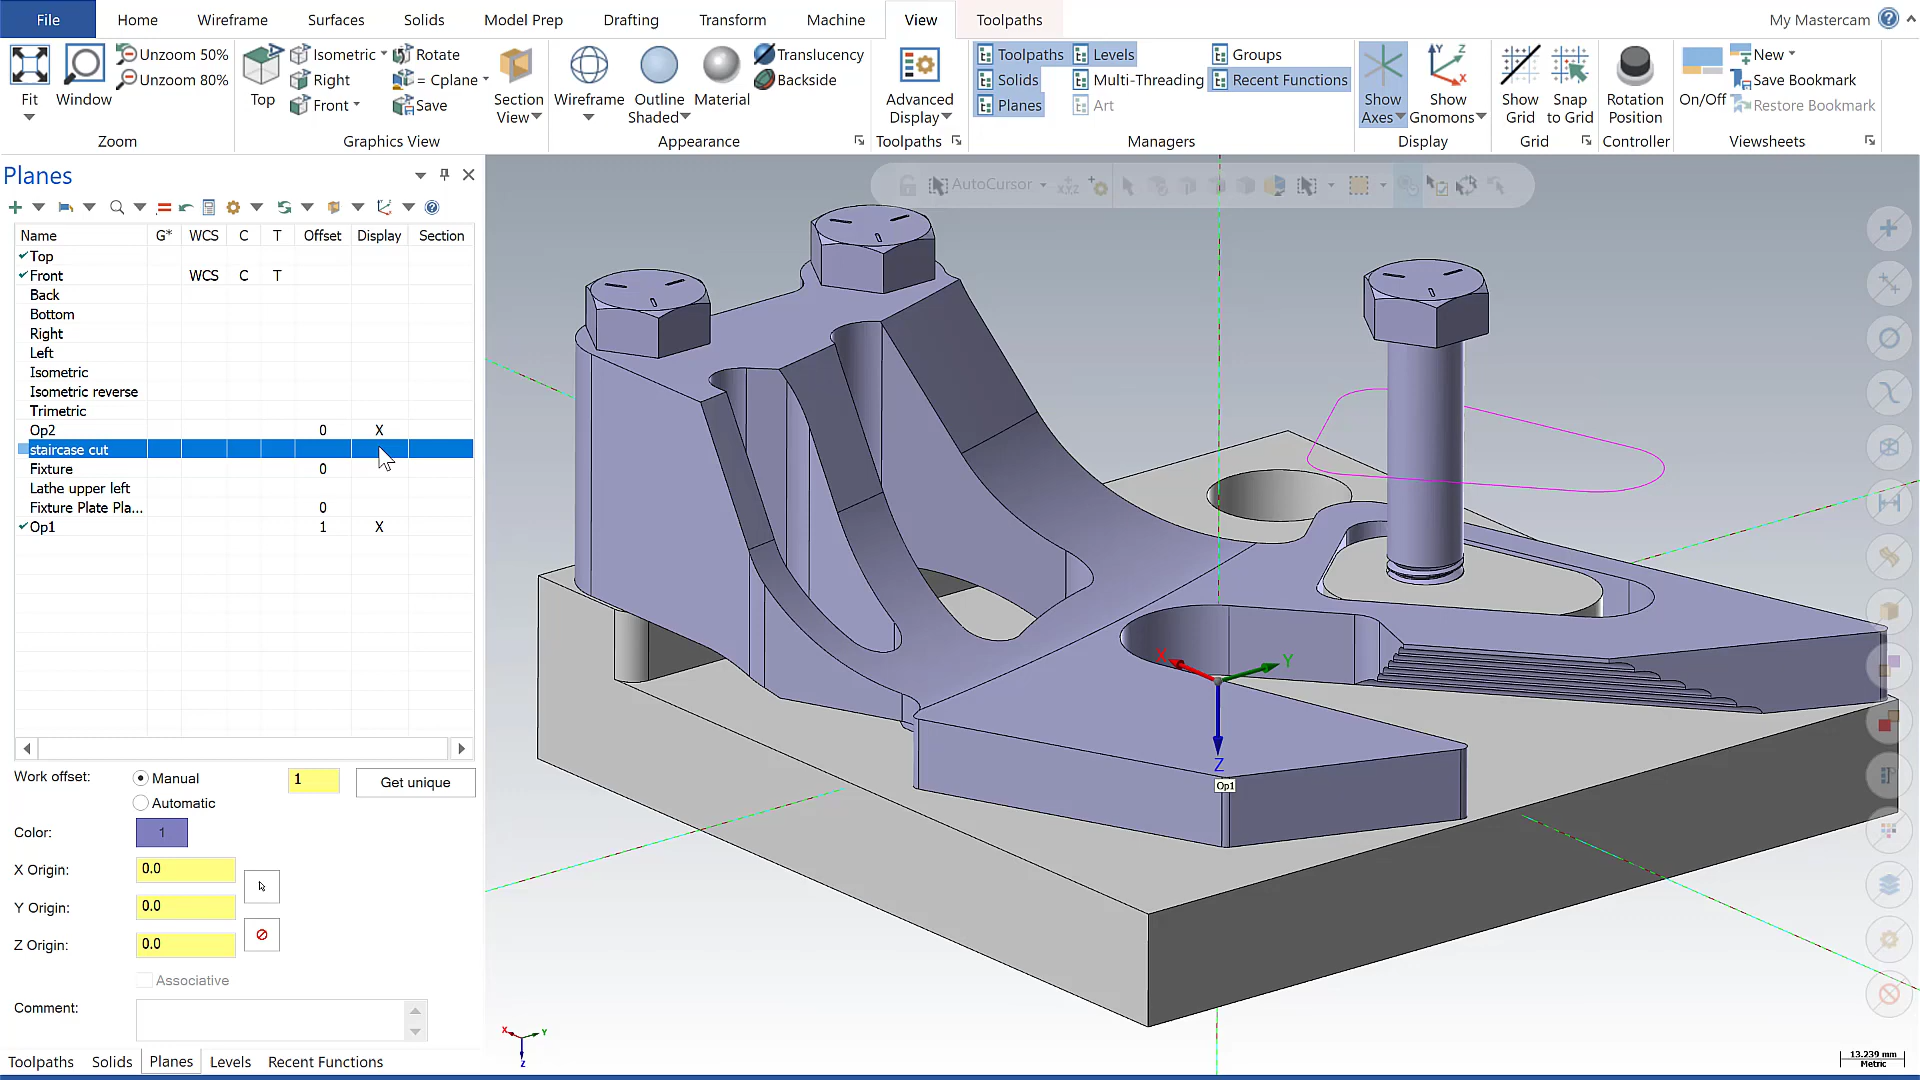 File Home Wireframe Surfaces Solids Model Prep Drafting Transform Machine View Toolpaths My Mastercam
Fit Window Unzoom 50% Unzoom 80% Zoom
Top Isometric Right Front Rotate = Cplane Save Section View Graphics View
Wireframe Outline Shaded Material Translucency Backside Appearance
Advanced Display Toolpaths
Toolpaths Levels Groups
Solids Multi-Threading Recent Functions
Planes Art
Managers
Show Axes Show Gnomons Display
Show Grid Snap to Grid Grid
Rotation Position Controller
On/Off New Save Bookmark Restore Bookmark Viewsheets
Planes
AutoCursor
Name G* WCS C T Offset Display Section
Top
Front WCS C T
Back
Bottom
Right
Left
Isometric
Isometric reverse
Trimetric
Op2 0 X
staircase cut
Fixture 0
Lathe upper left
Fixture Plate Pla... 0
Op1 1 X
Work offset: Manual 1 Get unique
Automatic
Color: 1
X Origin: 0.0
Y Origin: 0.0
Z Origin: 0.0
Associative
Comment:
X Y
Z
Op1
X Y
Z
13.239 mm
Metric
Toolpaths Solids Planes Levels Recent Functions